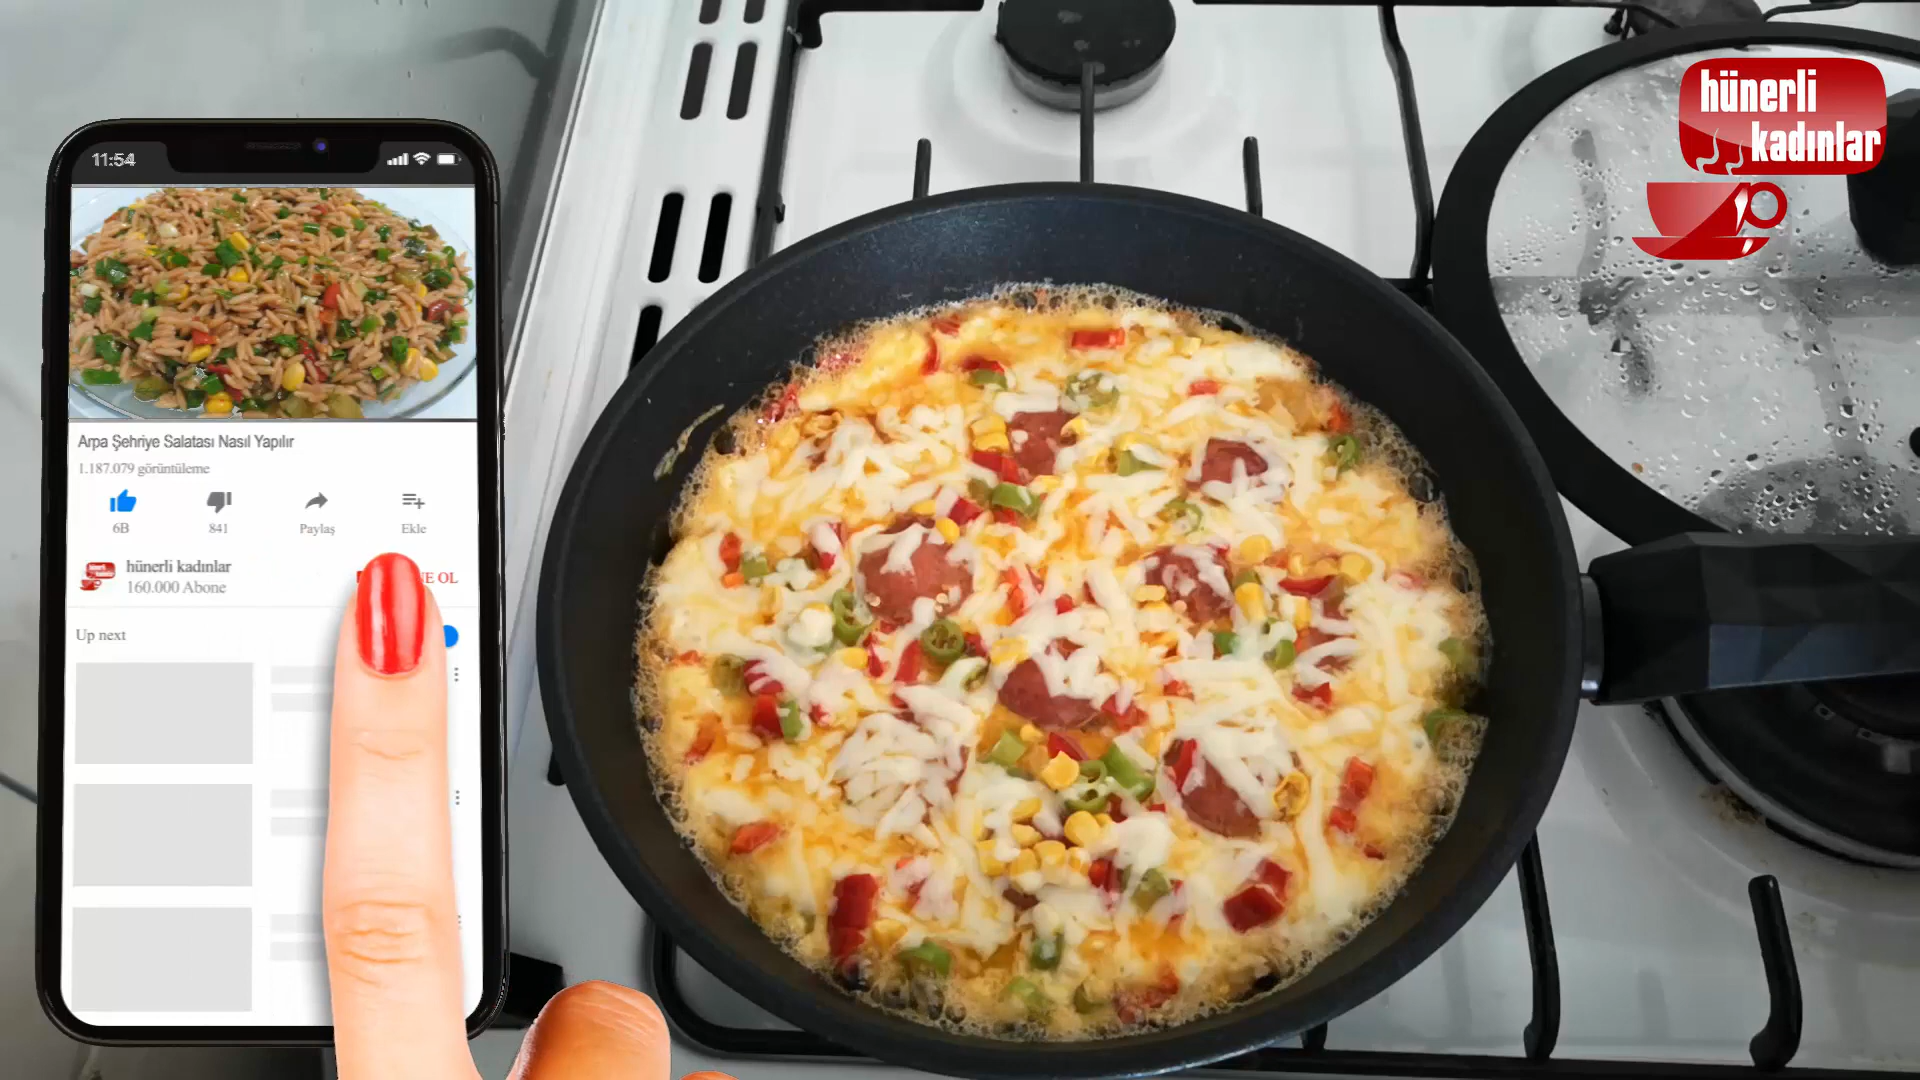 11:54
Arpa Şehriye Salatası Nasıl Yapılır
1.187.079 görüntüleme
6B
841
Paylaş
Ekle
hünerli kadınlar
160.000 Abone
Up next
hünerli
kadınlar